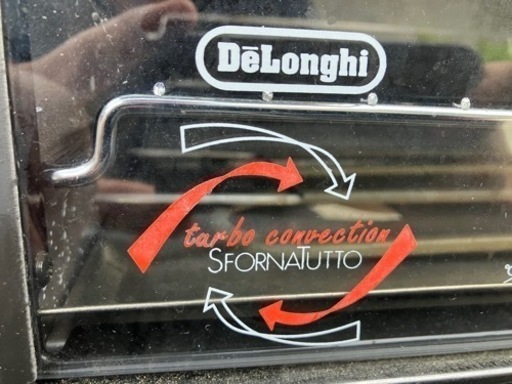 DēLonghi
turbo convection
SFORNATUTTO